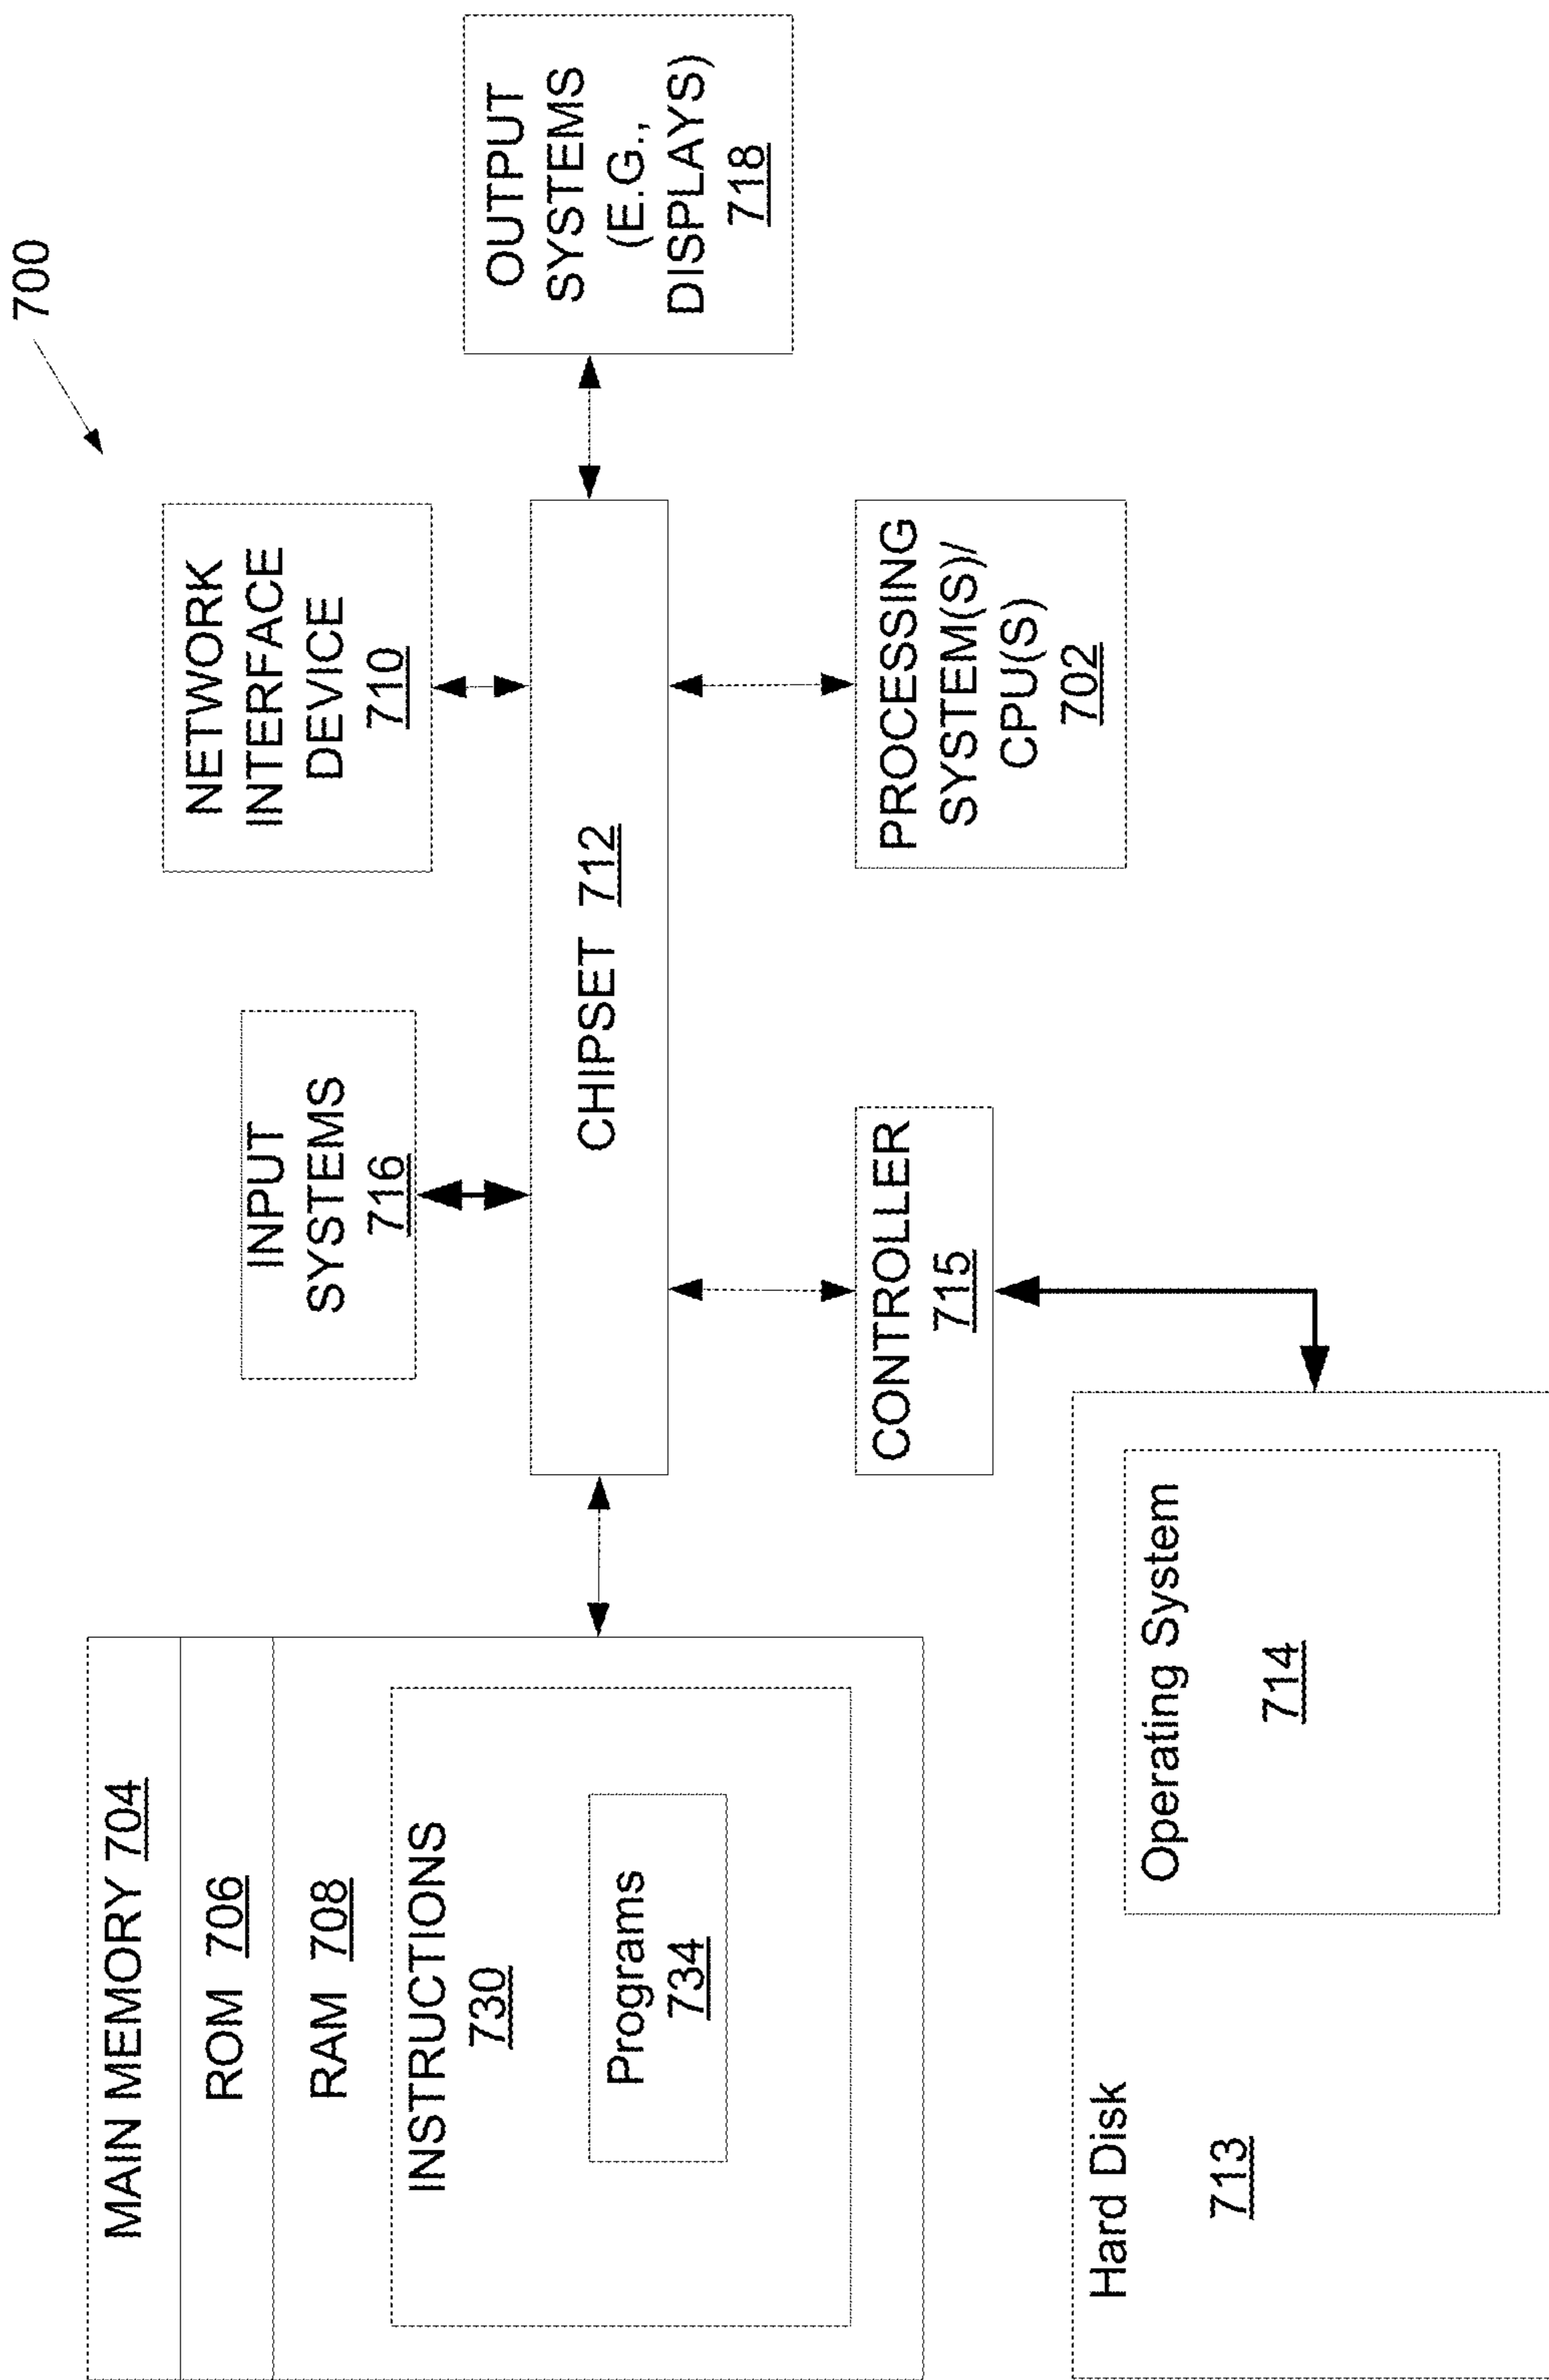 700
MAIN MEMORY 704
ROM 706
RAM 708
INSTRUCTIONS
730
Programs
734
INPUT
SYSTEMS
716
NETWORK
INTERFACE
DEVICE
710
CHIPSET 712
OUTPUT
SYSTEMS
(E.G.,
DISPLAYS)
718
CONTROLLER
715
PROCESSING
SYSTEM(S)/
CPU(S)
702
Hard Disk
713
Operating System
714